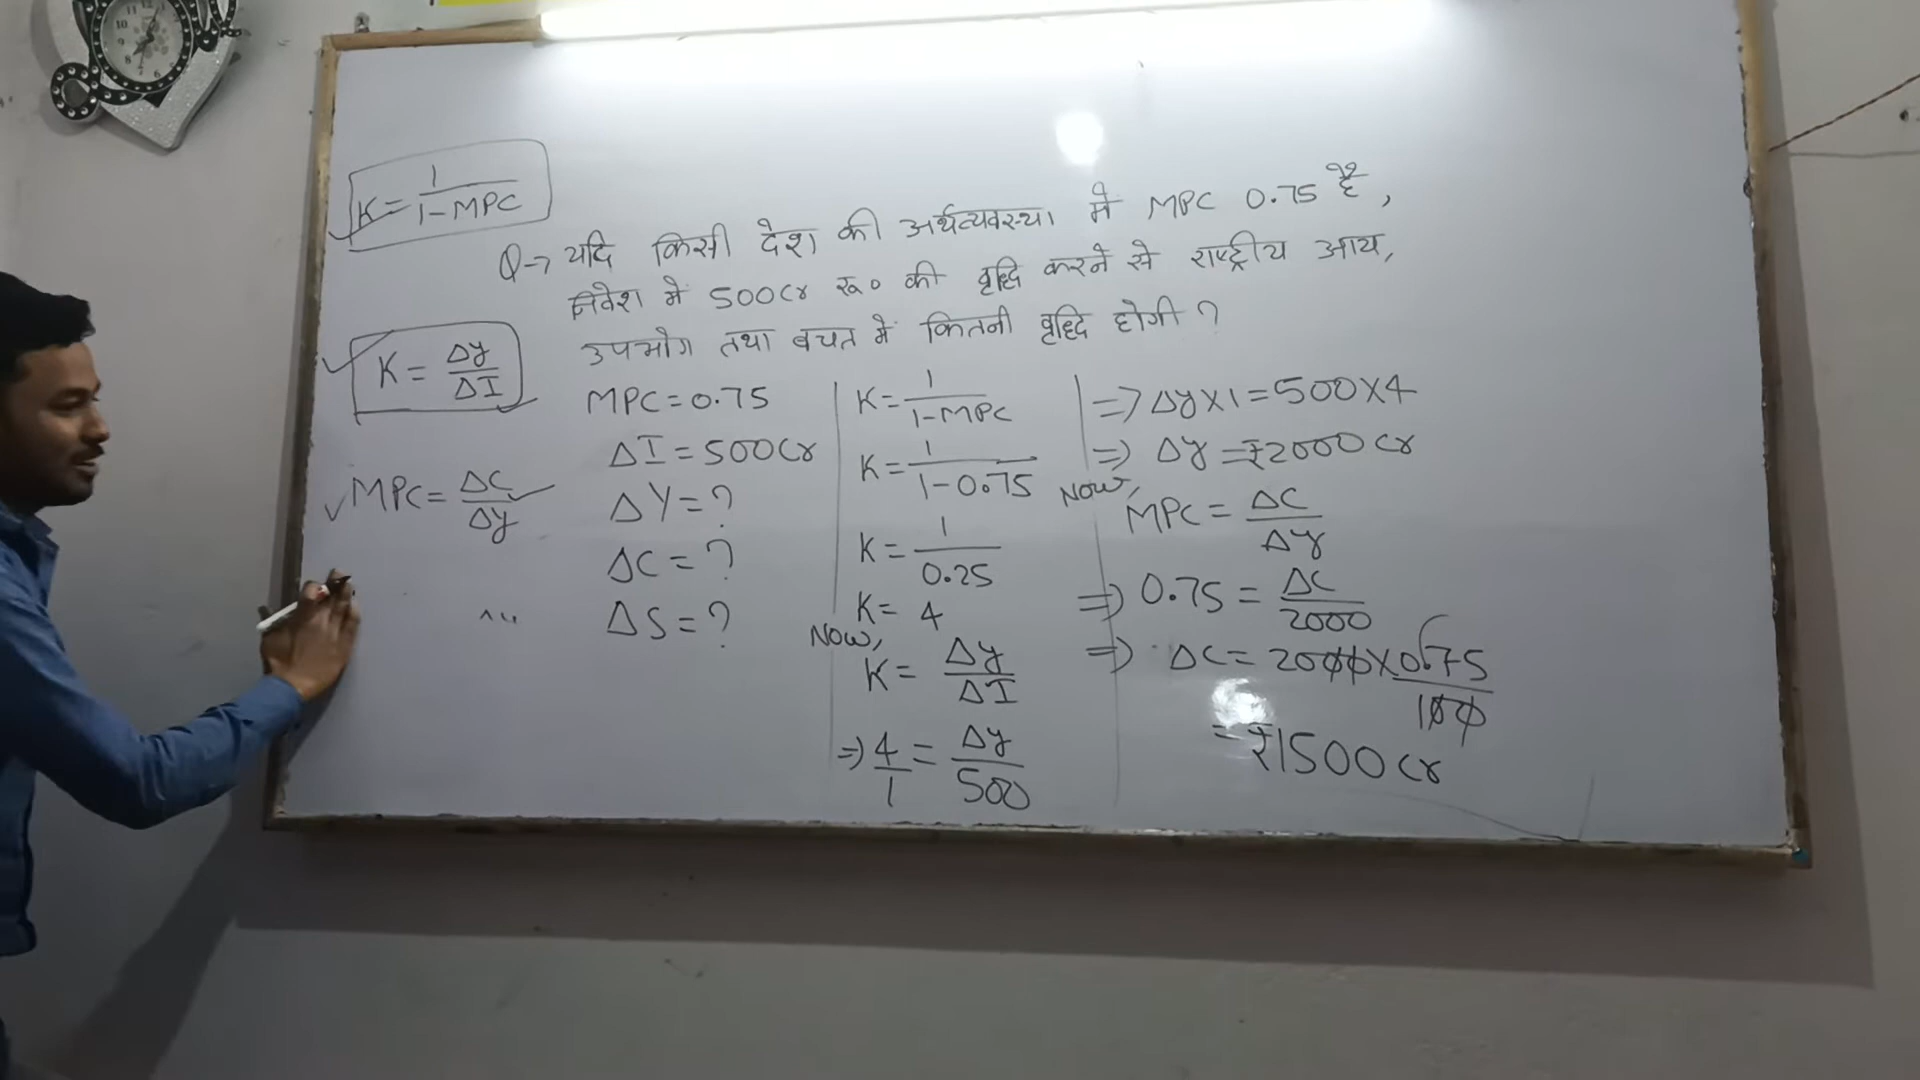 K = 1/(1-MPC)
Q→ यदि किसी देश की अर्थव्यवस्था में MPC 0.75 है,
निवेश में 500Cr रू० की वृद्धि करने से राष्ट्रीय आय,
उपभोग तथा बचत में कितनी वृद्धि होगी ?
K = Δy/ΔI
MPC = ΔC/Δy
MPC = 0.75
ΔI = 500Cr
ΔY = ?
ΔC = ?
ΔS = ?
K = 1/(1-MPC)
K = 1/(1-0.75)
K = 1/0.25
K = 4
Now,
K = Δy/ΔI
⇒ 4/1 = Δy/500
⇒ Δy×1 = 500×4
⇒ Δy = ₹2000 Cr
Now,
MPC = ΔC/Δy
⇒ 0.75 = ΔC/2000
⇒ ΔC = 2000×0.75/100
= ₹1500 Cr